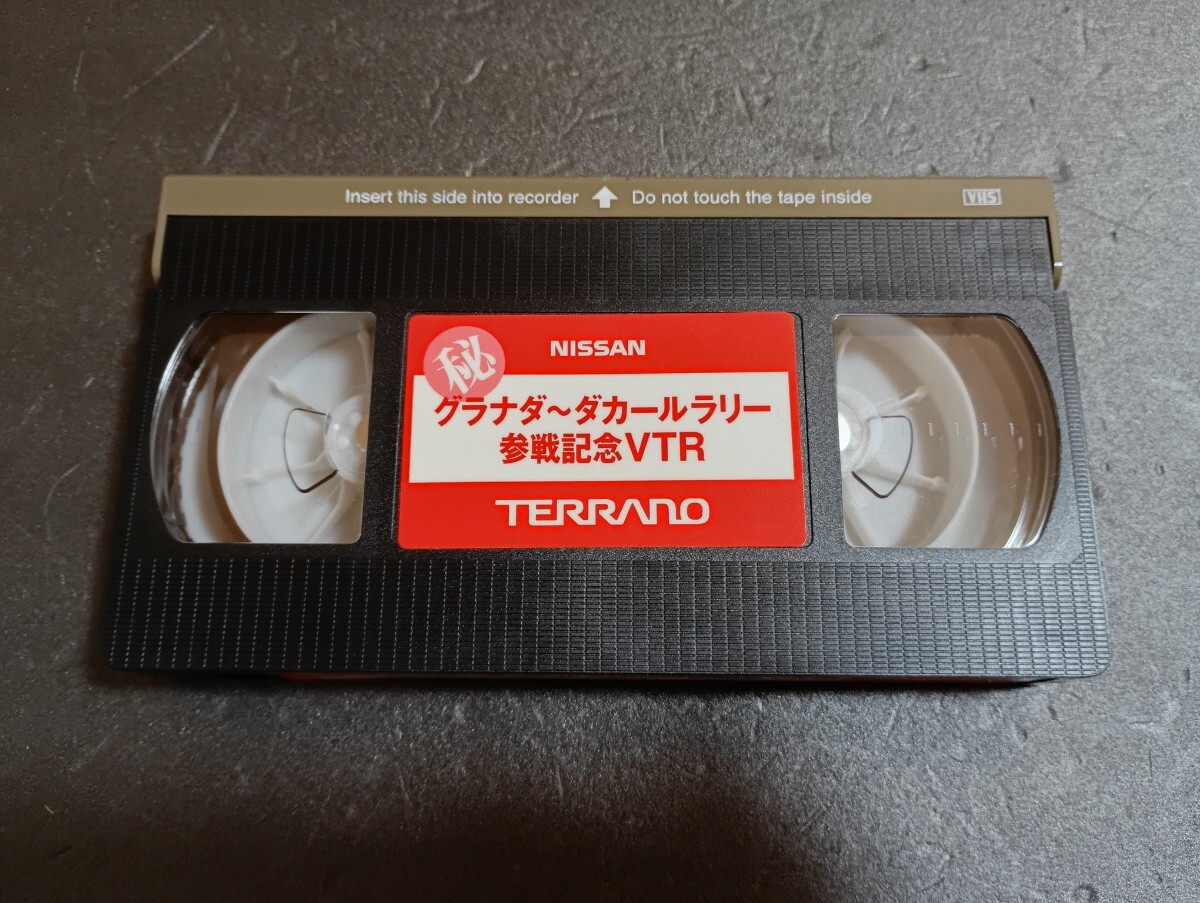 Insert this side into recorder Do not touch the tape inside VHS
秘
NISSAN
グラナダ～ダカールラリー
参戦記念VTR
TERRANO